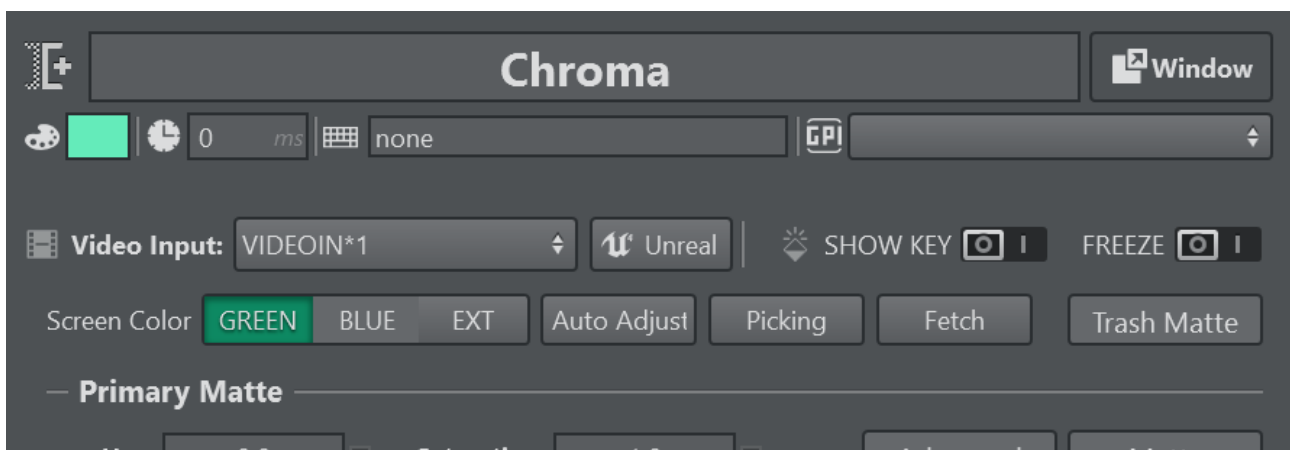 Chroma
Window
0 ms none GPI
Video Input: VIDEOIN*1 Unreal SHOW KEY O I FREEZE O I
Screen Color GREEN BLUE EXT Auto Adjust Picking Fetch Trash Matte
Primary Matte